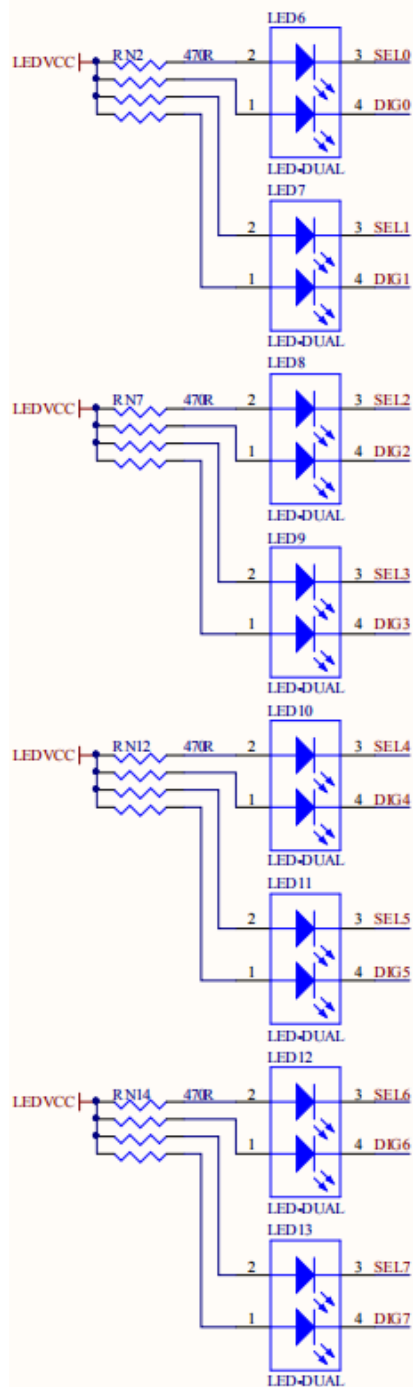 LED6
LEDVCC RN2 470R 2 3 SEL0
1 4 DIG0
LED-DUAL
LED7
2 3 SEL1
1 4 DIG1
LED-DUAL
LED8
LEDVCC RN7 470R 2 3 SEL2
1 4 DIG2
LED-DUAL
LED9
2 3 SEL3
1 4 DIG3
LED-DUAL
LED10
LEDVCC RN12 470R 2 3 SEL4
1 4 DIG4
LED-DUAL
LED11
2 3 SEL5
1 4 DIG5
LED-DUAL
LED12
LEDVCC RN14 470R 2 3 SEL6
1 4 DIG6
LED-DUAL
LED13
2 3 SEL7
1 4 DIG7
LED-DUAL